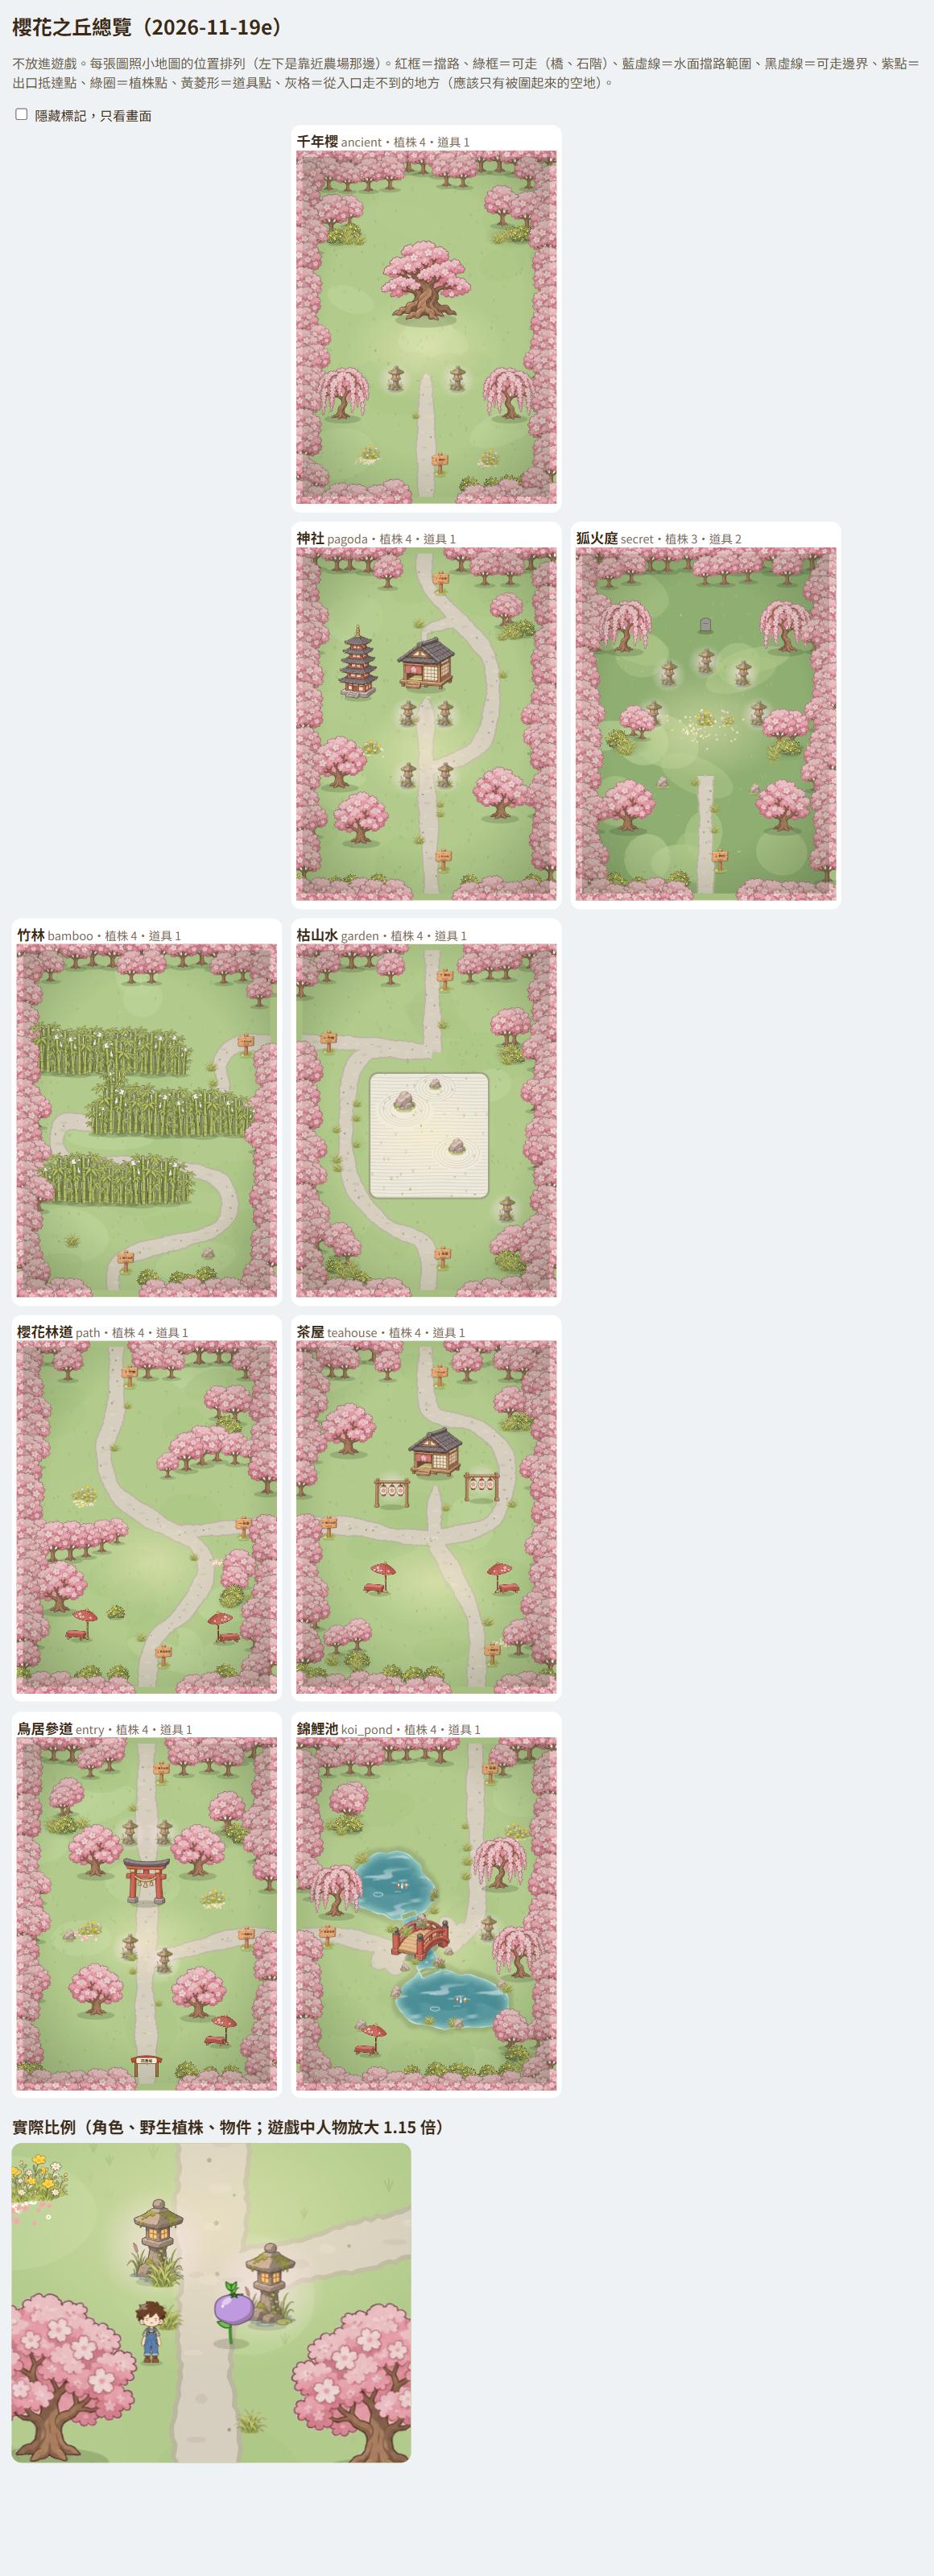 櫻花之丘總覽（2026-11-19e）
不放進遊戲。每張圖照小地圖的位置排列（左下是靠近農場那邊）。紅框＝擋路、綠框＝可走（橋、石階）、藍虛線＝水面擋路範圍、黑虛線＝可走邊界、紫點＝
出口抵達點、綠圈＝植株點、黃菱形＝道具點、灰格＝從入口走不到的地方（應該只有被圍起來的空地）。
隱藏標記，只看畫面
千年櫻 ancient・植株 4・道具 1
神社 pagoda・植株 4・道具 1
狐火庭 secret・植株 3・道具 2
竹林 bamboo・植株 4・道具 1
枯山水 garden・植株 4・道具 1
櫻花林道 path・植株 4・道具 1
茶屋 teahouse・植株 4・道具 1
鳥居參道 entry・植株 4・道具 1
錦鯉池 koi_pond・植株 4・道具 1
實際比例（角色、野生植株、物件；遊戲中人物放大 1.15 倍）